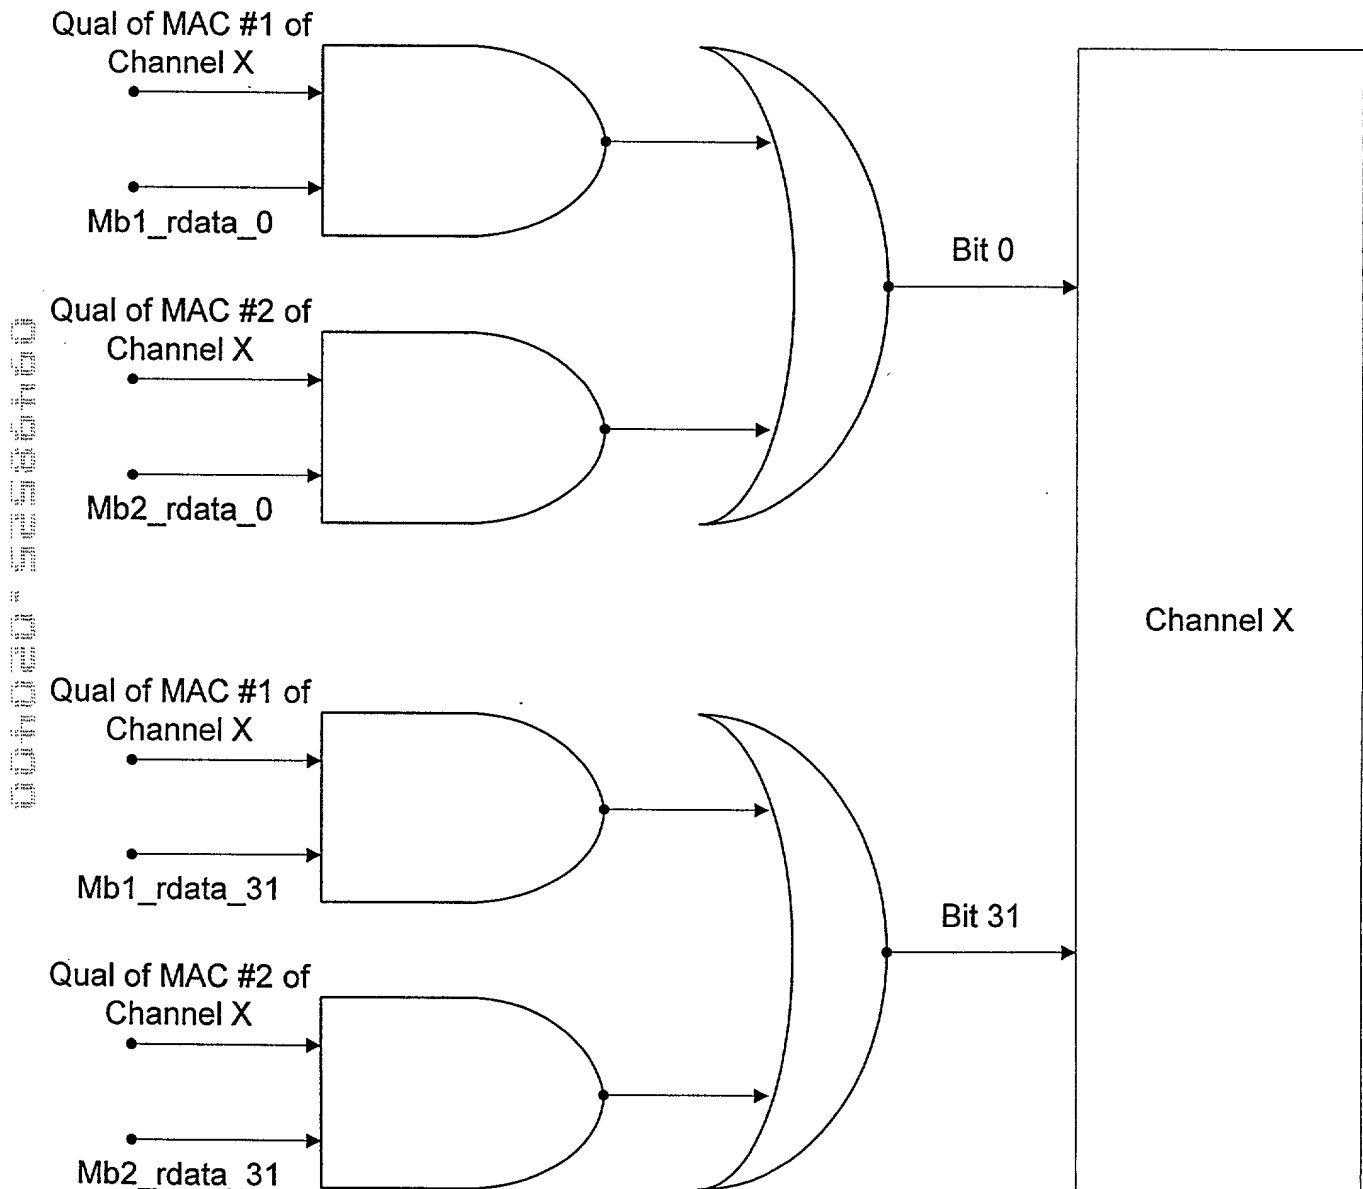 Qual of MAC #1 of
Channel X
Mb1_rdata_0
Qual of MAC #2 of
Channel X
Mb2_rdata_0
Bit 0
Channel X
Qual of MAC #1 of
Channel X
Mb1_rdata_31
Bit 31
Qual of MAC #2 of
Channel X
Mb2_rdata_31